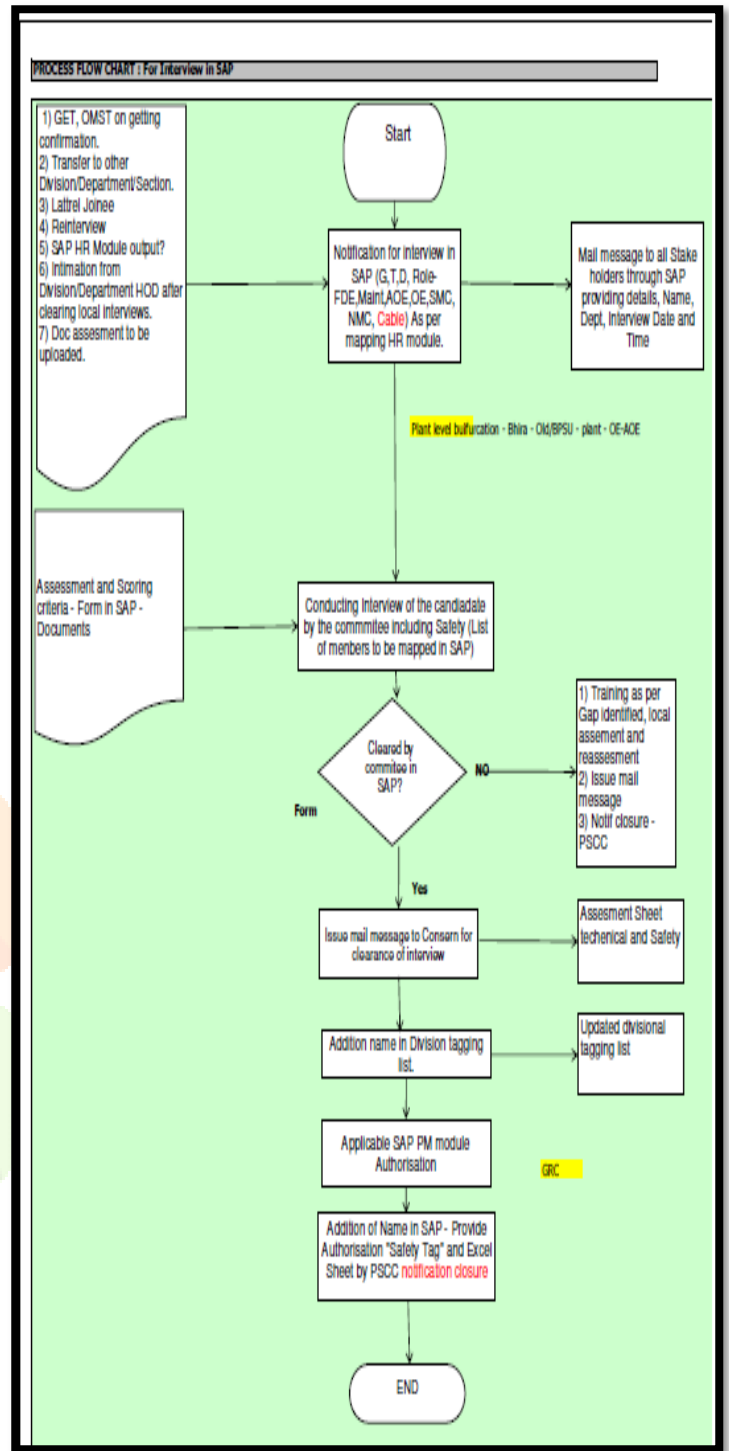 PROCESS FLOW CHART : For Interview in SAP
1) GET, OMST on getting
confirmation.
2) Transfer to other
Division/Department/Section.
3) Lattrel Joinee
4) Reinterview
5) SAP HR Module output?
6) Intimation from
Division/Department HOD after
clearing local interviews.
7) Doc assesment to be
uploaded.
Start
Notification for interview in
SAP (G,T,D, Role-
FDE,Maint,AOE,OE,SMC,
NMC, Cable) As per
mapping HR module.
Mail message to all Stake
holders through SAP
providing details, Name,
Dept, Interview Date and
Time
Plant level buifurcation - Bhira - Old/BPSU - plant - OE-AOE
Assessment and Scoring
criteria - Form in SAP -
Documents
Conducting Interview of the candiadate
by the commmitee including Safety (List
of menbers to be mapped in SAP)
Cleared by
commitee in
SAP?
NO
1) Training as per
Gap identified, local
assement and
reassesment
2) Issue mail
message
3) Notif closure -
PSCC
Form
Yes
Issue mail message to Consern for
clearance of interview
Assesment Sheet
techenical and Safety
Addition name in Division tagging
list.
Updated divisional
tagging list
Applicable SAP PM module
Authorisation
GRC
Addition of Name in SAP - Provide
Authorisation "Safety Tag" and Excel
Sheet by PSCC notification closure
END